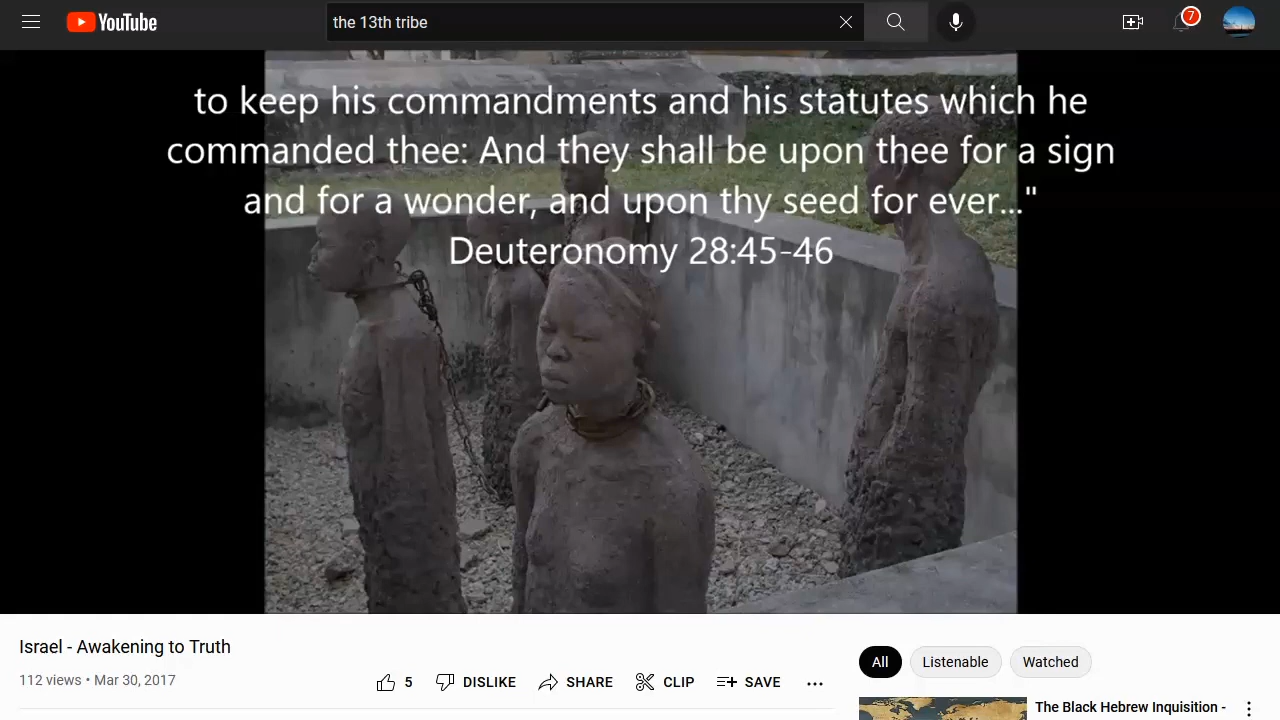 YouTube
the 13th tribe
7
to keep his commandments and his statutes which he
commanded thee: And they shall be upon thee for a sign
and for a wonder, and upon thy seed for ever..."
Deuteronomy 28:45-46
Israel - Awakening to Truth
112 views • Mar 30, 2017
5
DISLIKE
SHARE
CLIP
SAVE
All
Listenable
Watched
The Black Hebrew Inquisition -